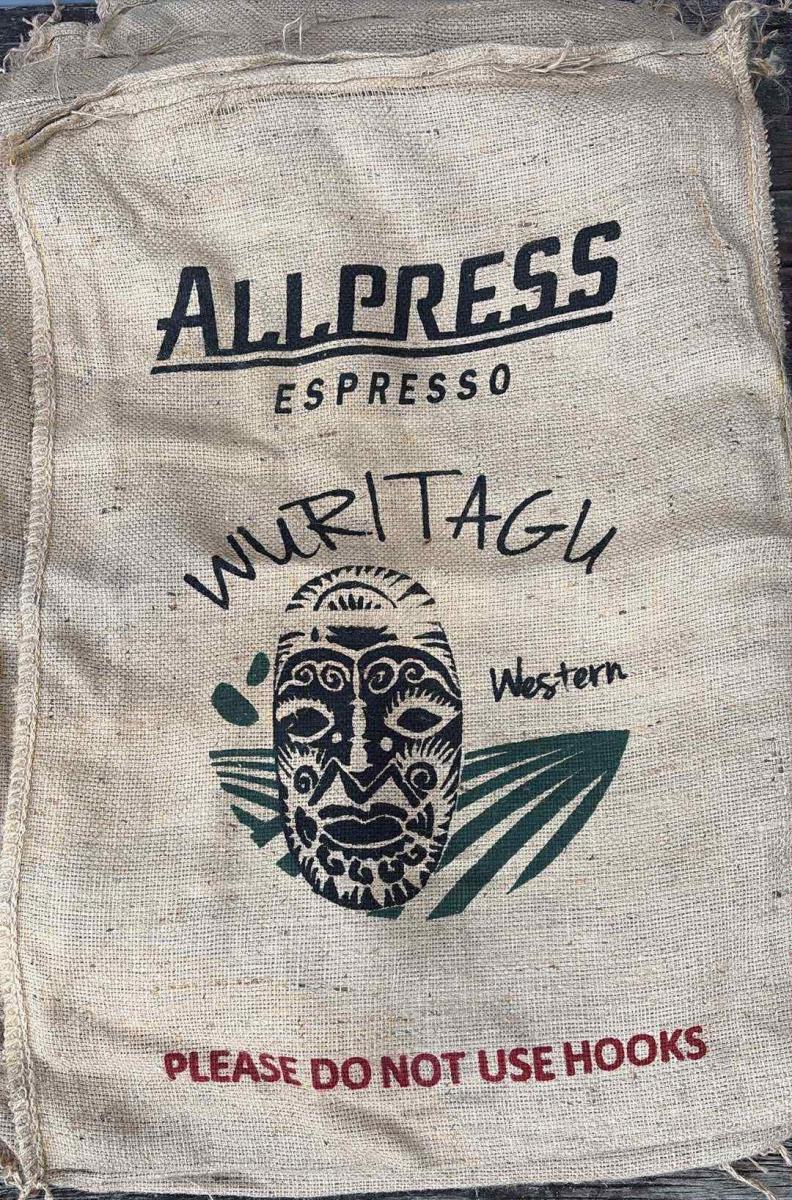 ALLPRESS
ESPRESSO
WURITAGU
Western
PLEASE DO NOT USE HOOKS